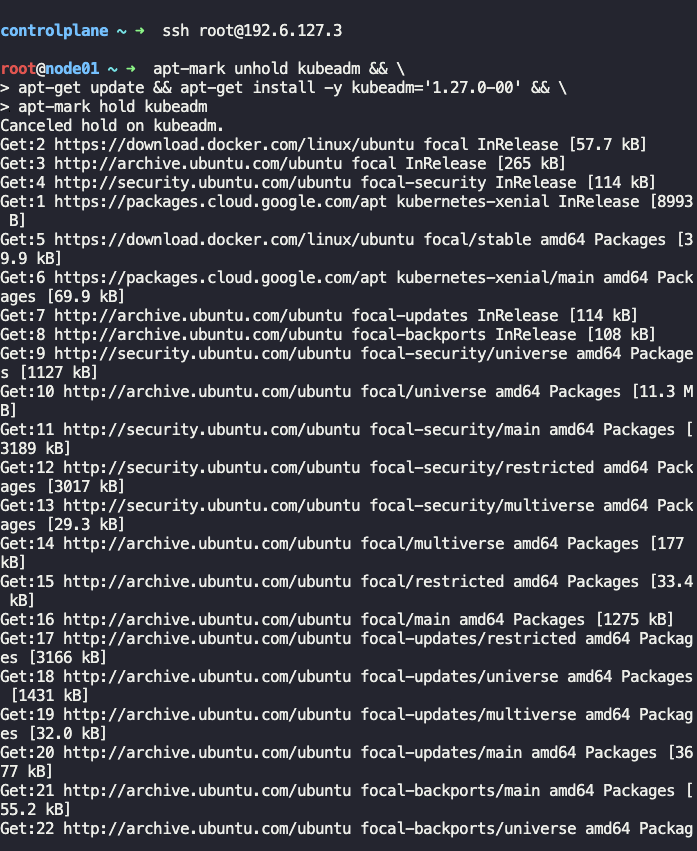 controlplane ~ ➜  ssh root@192.6.127.3
root@node01 ~ ➜  apt-mark unhold kubeadm && \
> apt-get update && apt-get install -y kubeadm='1.27.0-00' && \
> apt-mark hold kubeadm
Canceled hold on kubeadm.
Get:2 https://download.docker.com/linux/ubuntu focal InRelease [57.7 kB]
Get:3 http://archive.ubuntu.com/ubuntu focal InRelease [265 kB]
Get:4 http://security.ubuntu.com/ubuntu focal-security InRelease [114 kB]
Get:1 https://packages.cloud.google.com/apt kubernetes-xenial InRelease [8993
 B]
Get:5 https://download.docker.com/linux/ubuntu focal/stable amd64 Packages [3
9.9 kB]
Get:6 https://packages.cloud.google.com/apt kubernetes-xenial/main amd64 Pack
ages [69.9 kB]
Get:7 http://archive.ubuntu.com/ubuntu focal-updates InRelease [114 kB]
Get:8 http://archive.ubuntu.com/ubuntu focal-backports InRelease [108 kB]
Get:9 http://security.ubuntu.com/ubuntu focal-security/universe amd64 Package
s [1127 kB]
Get:10 http://archive.ubuntu.com/ubuntu focal/universe amd64 Packages [11.3 M
B]
Get:11 http://security.ubuntu.com/ubuntu focal-security/main amd64 Packages [
3189 kB]
Get:12 http://security.ubuntu.com/ubuntu focal-security/restricted amd64 Pack
ages [3017 kB]
Get:13 http://security.ubuntu.com/ubuntu focal-security/multiverse amd64 Pack
ages [29.3 kB]
Get:14 http://archive.ubuntu.com/ubuntu focal/multiverse amd64 Packages [177 
kB]
Get:15 http://archive.ubuntu.com/ubuntu focal/restricted amd64 Packages [33.4
 kB]
Get:16 http://archive.ubuntu.com/ubuntu focal/main amd64 Packages [1275 kB]
Get:17 http://archive.ubuntu.com/ubuntu focal-updates/restricted amd64 Packag
es [3166 kB]
Get:18 http://archive.ubuntu.com/ubuntu focal-updates/universe amd64 Packages
 [1431 kB]
Get:19 http://archive.ubuntu.com/ubuntu focal-updates/multiverse amd64 Packag
es [32.0 kB]
Get:20 http://archive.ubuntu.com/ubuntu focal-updates/main amd64 Packages [36
77 kB]
Get:21 http://archive.ubuntu.com/ubuntu focal-backports/main amd64 Packages [
55.2 kB]
Get:22 http://archive.ubuntu.com/ubuntu focal-backports/universe amd64 Packag